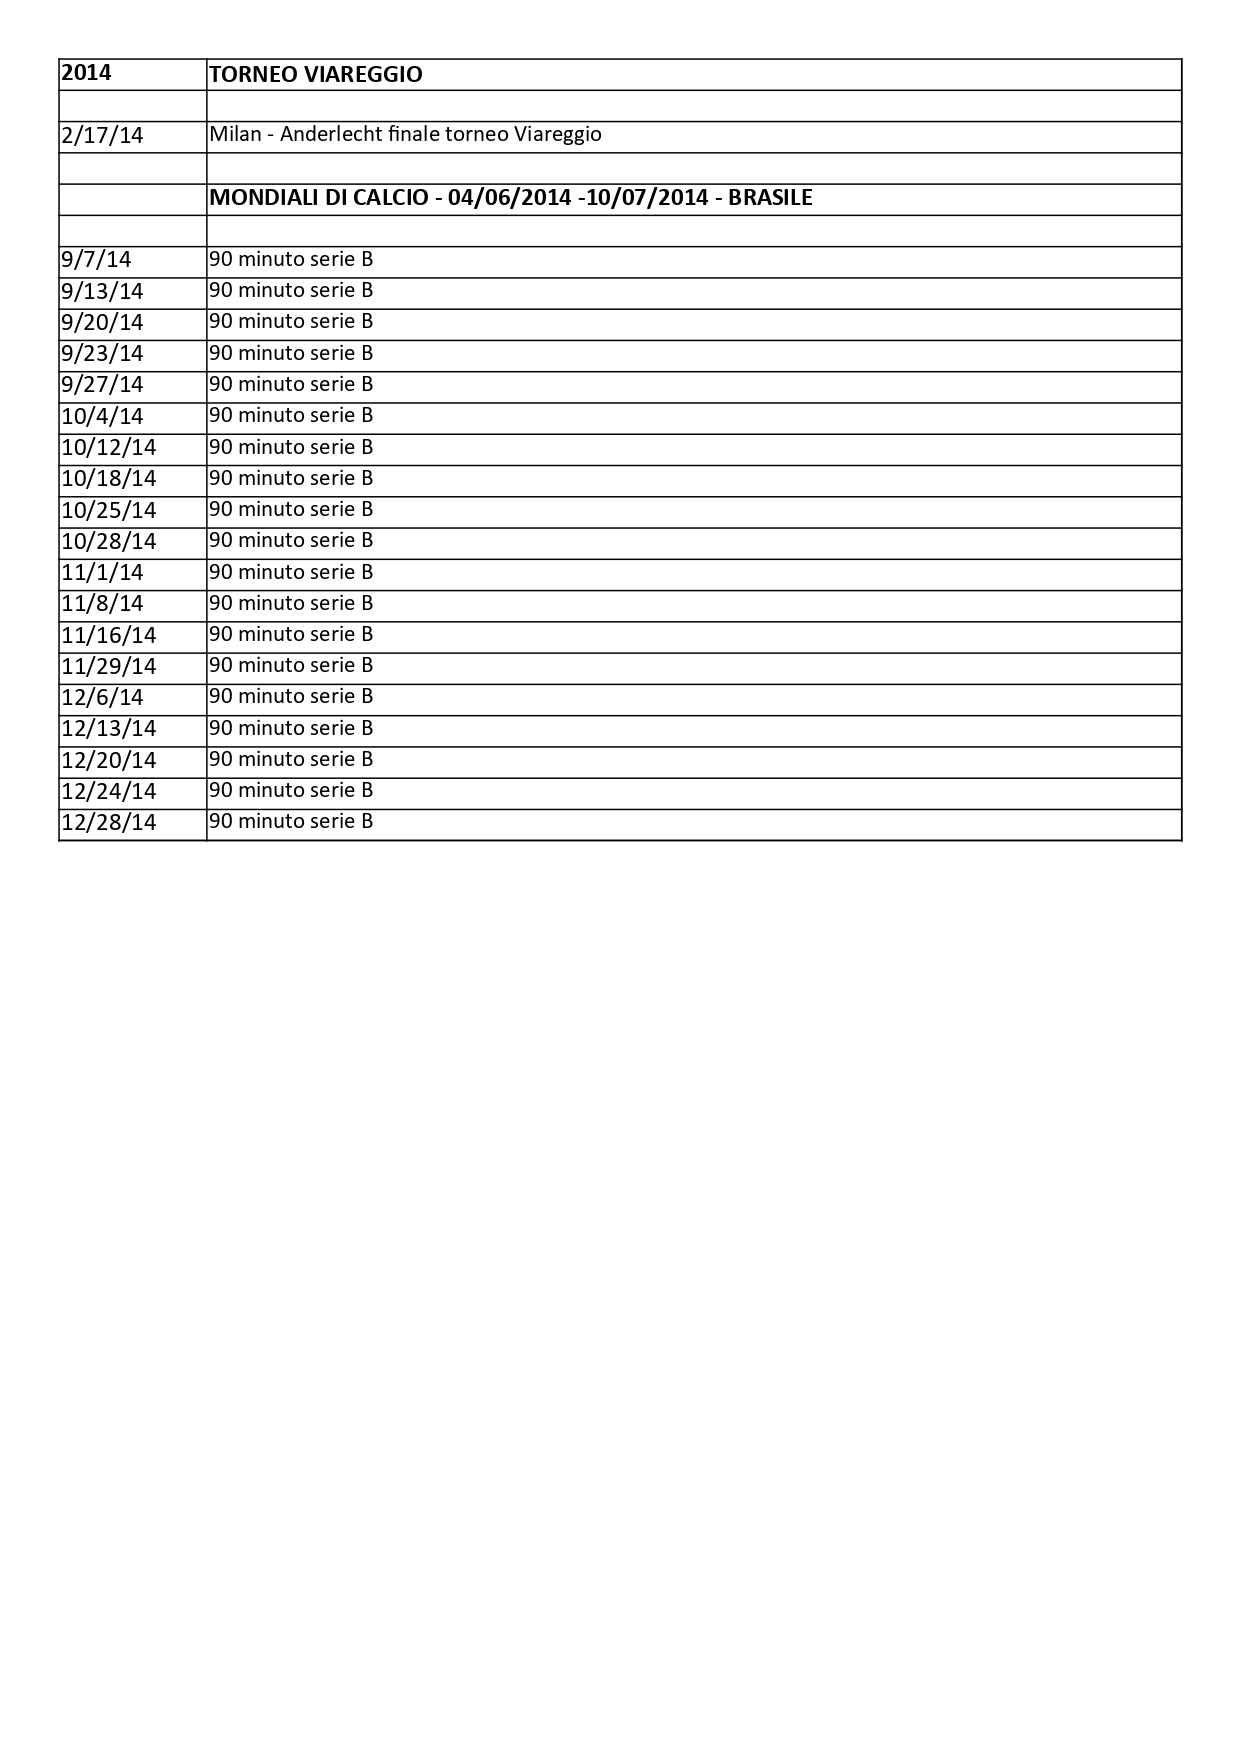 2014 TORNEO VIAREGGIO
2/17/14 Milan - Anderlecht finale torneo Viareggio
MONDIALI DI CALCIO - 04/06/2014 -10/07/2014 - BRASILE
9/7/14 90 minuto serie B
9/13/14 90 minuto serie B
9/20/14 90 minuto serie B
9/23/14 90 minuto serie B
9/27/14 90 minuto serie B
10/4/14 90 minuto serie B
10/12/14 90 minuto serie B
10/18/14 90 minuto serie B
10/25/14 90 minuto serie B
10/28/14 90 minuto serie B
11/1/14 90 minuto serie B
11/8/14 90 minuto serie B
11/16/14 90 minuto serie B
11/29/14 90 minuto serie B
12/6/14 90 minuto serie B
12/13/14 90 minuto serie B
12/20/14 90 minuto serie B
12/24/14 90 minuto serie B
12/28/14 90 minuto serie B